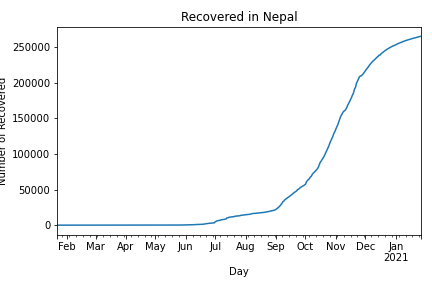 Recovered in Nepal
Number of Recovered
250000
200000
150000
100000
50000
0
Feb Mar Apr May Jun Jul Aug Sep Oct Nov Dec Jan
2021
Day